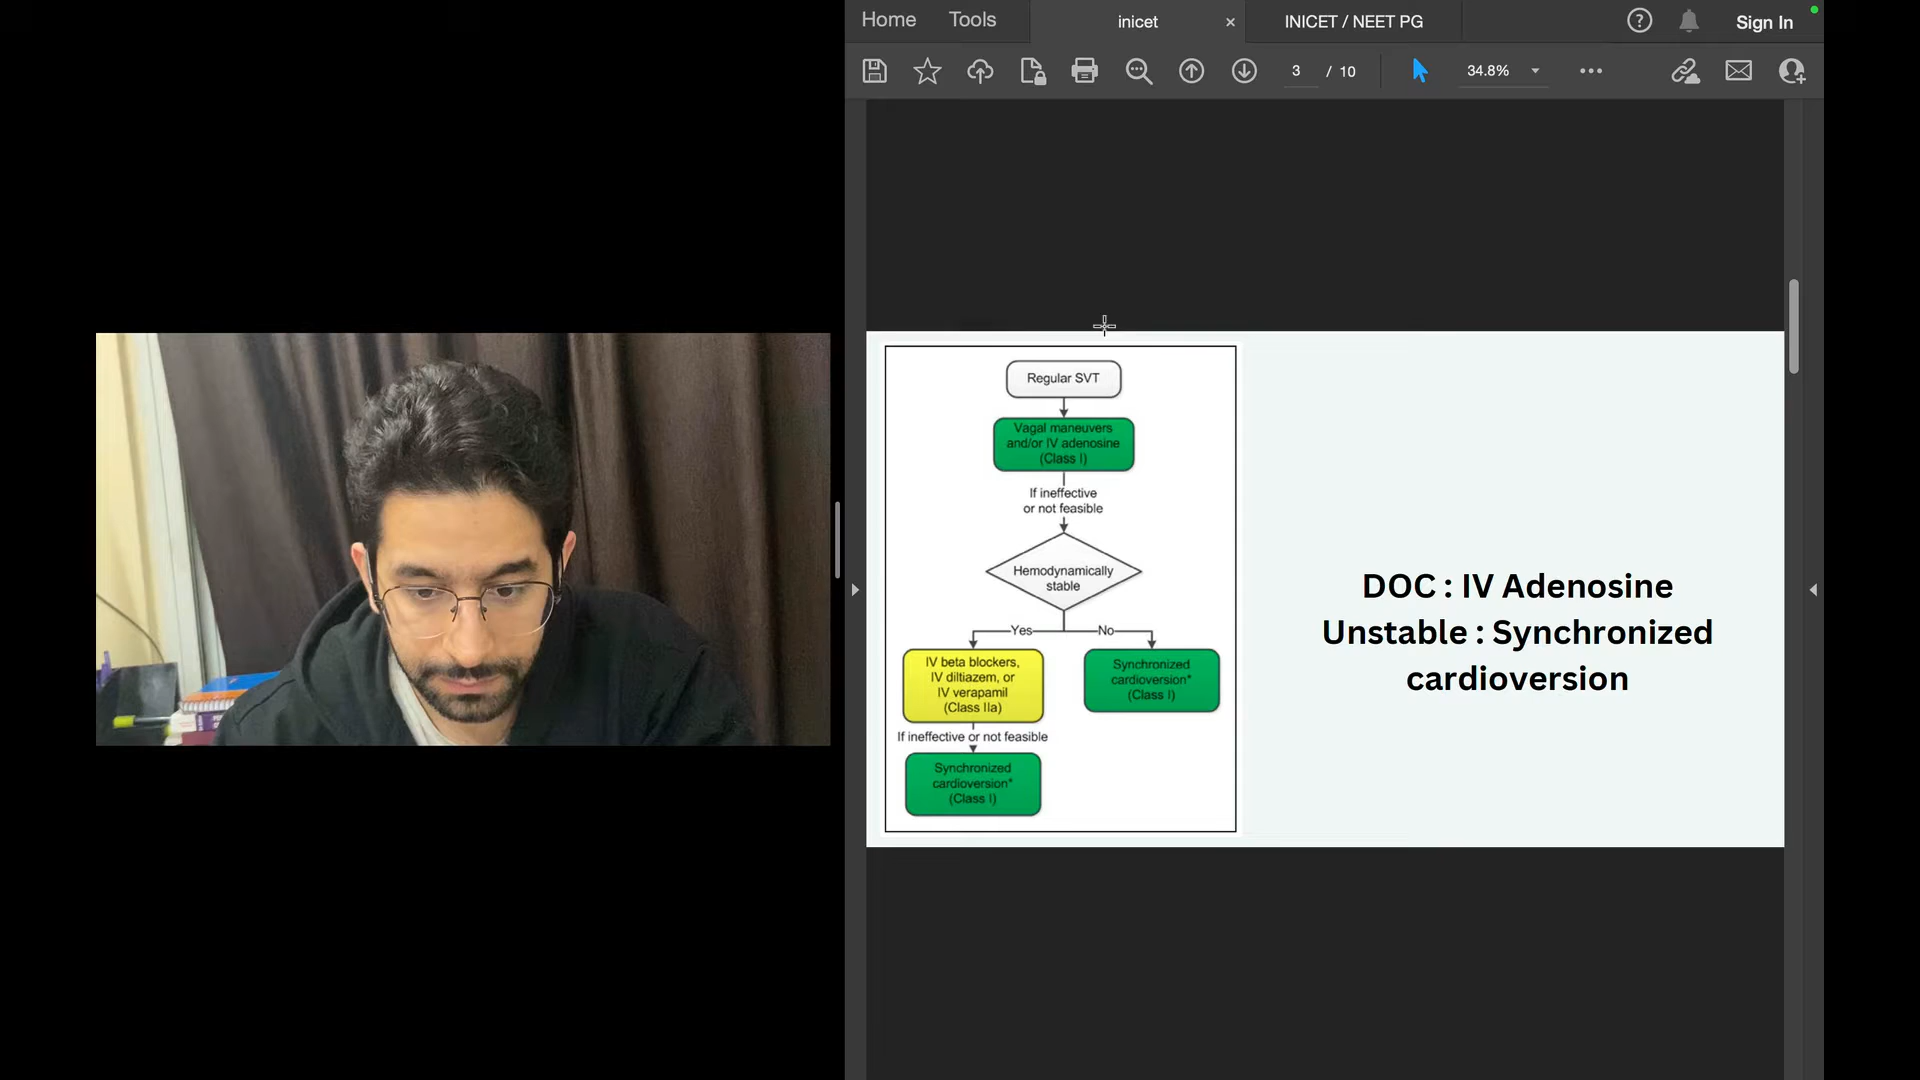 Home Tools inicet × INICET / NEET PG Sign In
3 / 10 34.8%
Regular SVT
Vagal maneuvers
and/or IV adenosine
(Class I)
If ineffective
or not feasible
Hemodynamically
stable
Yes No
IV beta blockers,
IV diltiazem, or
IV verapamil
(Class IIa)
Synchronized
cardioversion*
(Class I)
If ineffective or not feasible
Synchronized
cardioversion*
(Class I)
DOC : IV Adenosine
Unstable : Synchronized
cardioversion